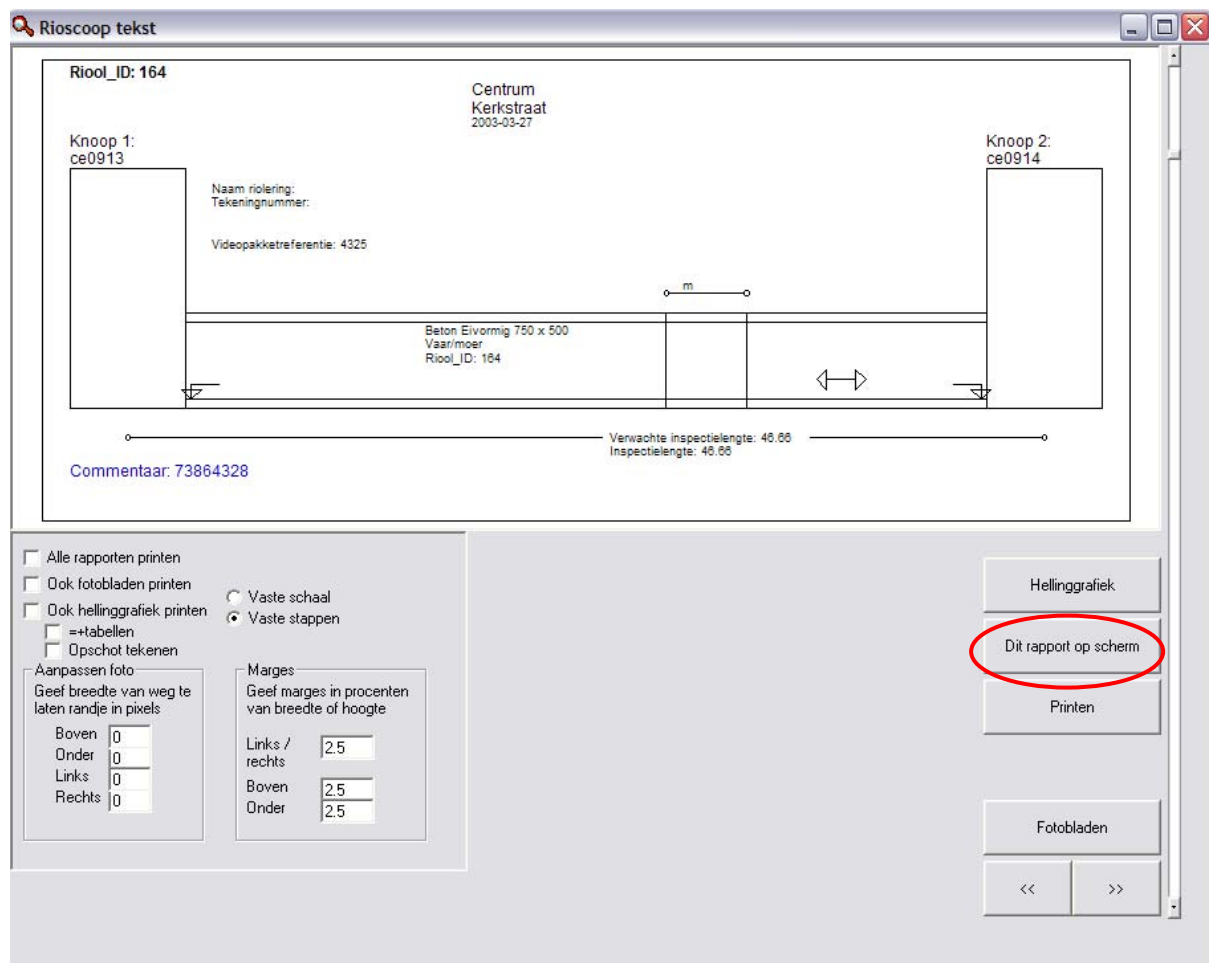 Rioscoop tekst
Riool_ID: 164
Centrum
Kerkstraat
2003-03-27
Knoop 1:
ce0913
Knoop 2:
ce0914
Naam riolering:
Tekeningnummer:
Videopakketreferentie: 4325
m
Beton Eivormig 750 x 500
Vaar/moer
Riool_ID: 164
Verwachte inspectielengte: 46.66
Inspectielengte: 46.66
Commentaar: 73864328
Alle rapporten printen
Ook fotobladen printen
Ook hellinggrafiek printen
=+tabellen
Opschot tekenen
Vaste schaal
Vaste stappen
Aanpassen foto
Geef breedte van weg te
laten randje in pixels
Boven 0
Onder 0
Links 0
Rechts 0
Marges
Geef marges in procenten
van breedte of hoogte
Links /
rechts 2.5
Boven 2.5
Onder 2.5
Hellinggrafiek
Dit rapport op scherm
Printen
Fotobladen
<< >>